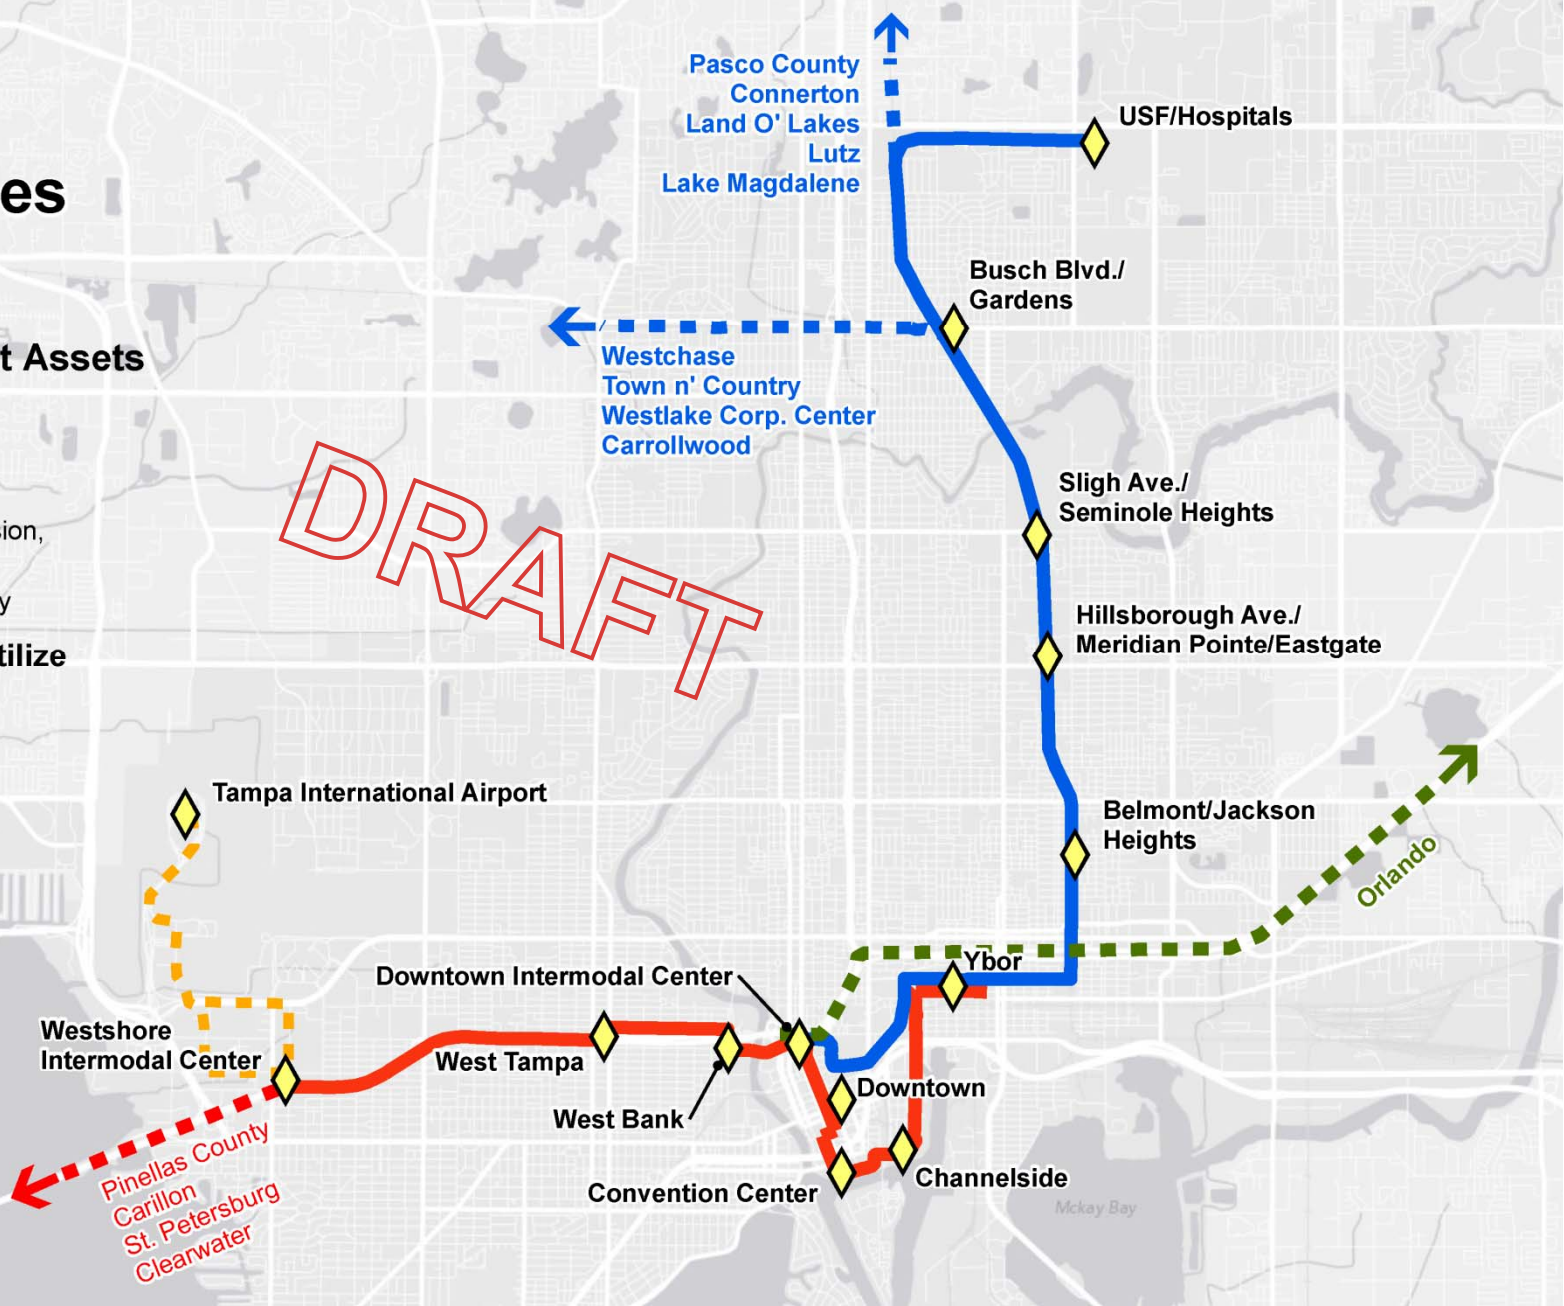 Pasco County
Connerton
Land O' Lakes
Lutz
Lake Magdalene
USF/Hospitals
es
Busch Blvd./
Gardens
t Assets
Westchase
Town n' Country
Westlake Corp. Center
Carrollwood
DRAFT
Sligh Ave./
Seminole Heights
sion,
y
tilize
Hillsborough Ave./
Meridian Pointe/Eastgate
Tampa International Airport
Belmont/Jackson
Heights
Orlando
Ybor
Downtown Intermodal Center
Westshore
Intermodal Center
West Tampa
West Bank
Downtown
Pinellas County
Carillon
St. Petersburg
Clearwater
Convention Center
Channelside
Mckay Bay